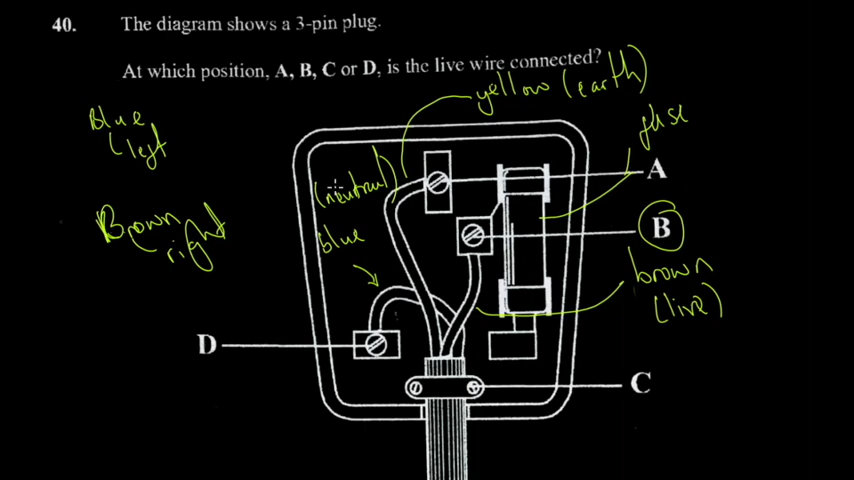 40. The diagram shows a 3-pin plug.
At which position, A, B, C or D, is the live wire connected?
yellow (earth)
Blue
left
fuse
A
(neutral)
Brown
right
blue
B
brown
(live)
D
C